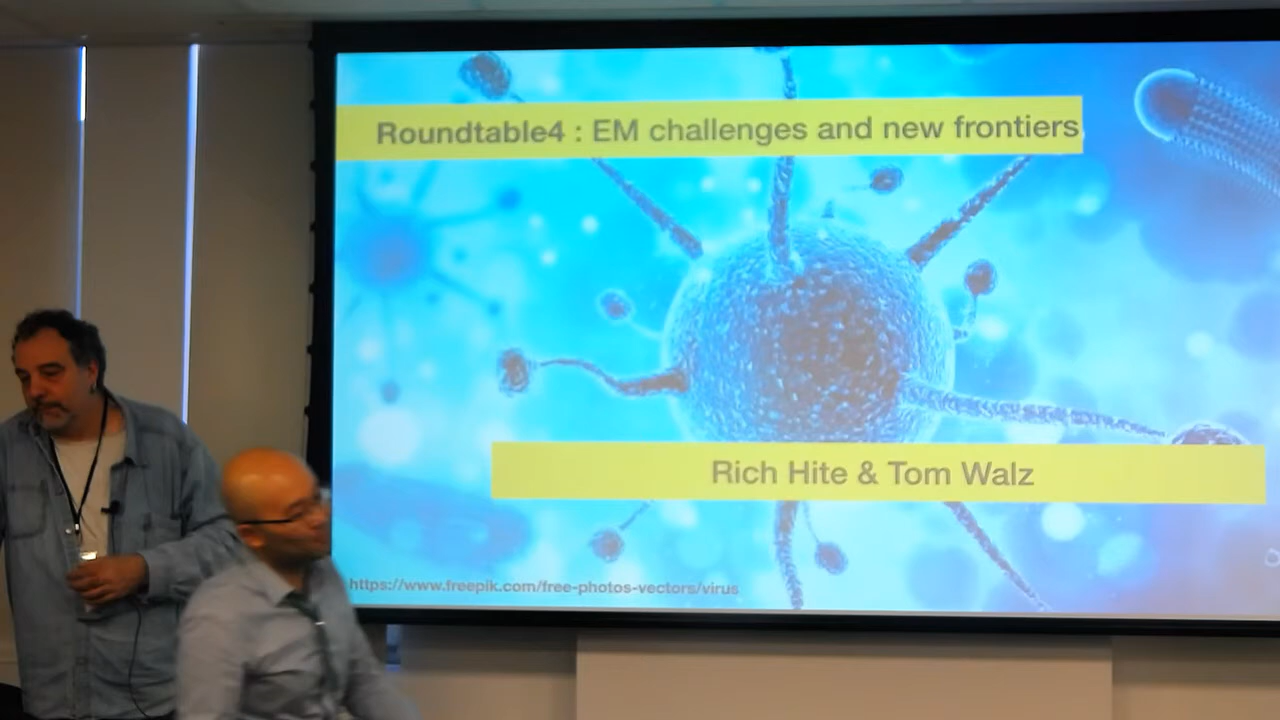 Roundtable4 : EM challenges and new frontiers
Rich Hite & Tom Walz
https://www.freepik.com/free-photos-vectors/virus